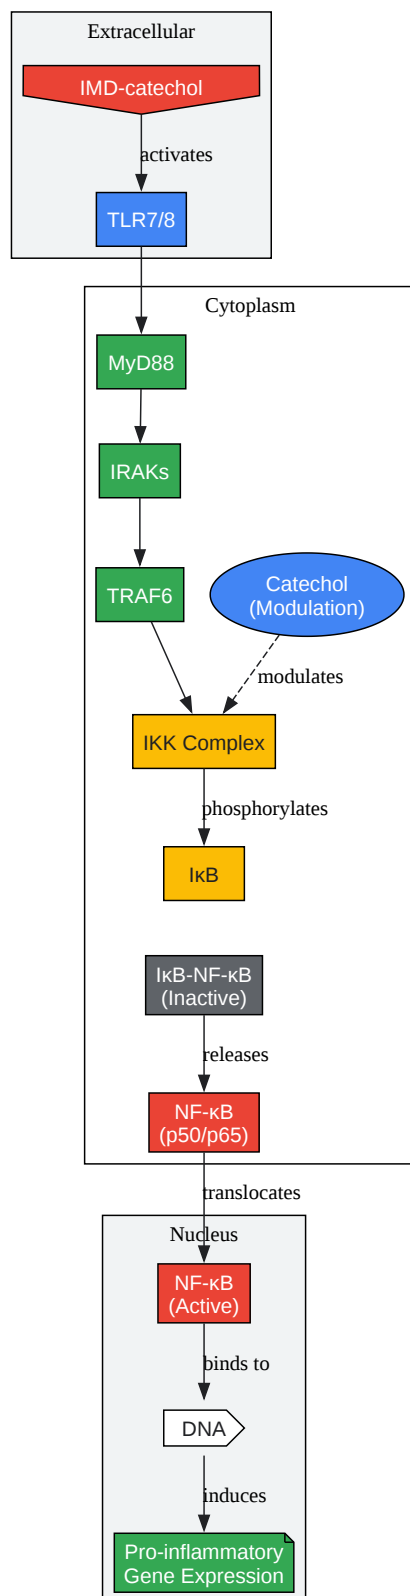 Extracellular
IMD-catechol
activates
TLR7/8
Cytoplasm
MyD88
IRAKs
TRAF6
Catechol
(Modulation)
modulates
IKK Complex
phosphorylates
IκB
IκB-NF-κB
(Inactive)
releases
NF-κB
(p50/p65)
translocates
Nucleus
NF-κB
(Active)
binds to
DNA
induces
Pro-inflammatory
Gene Expression